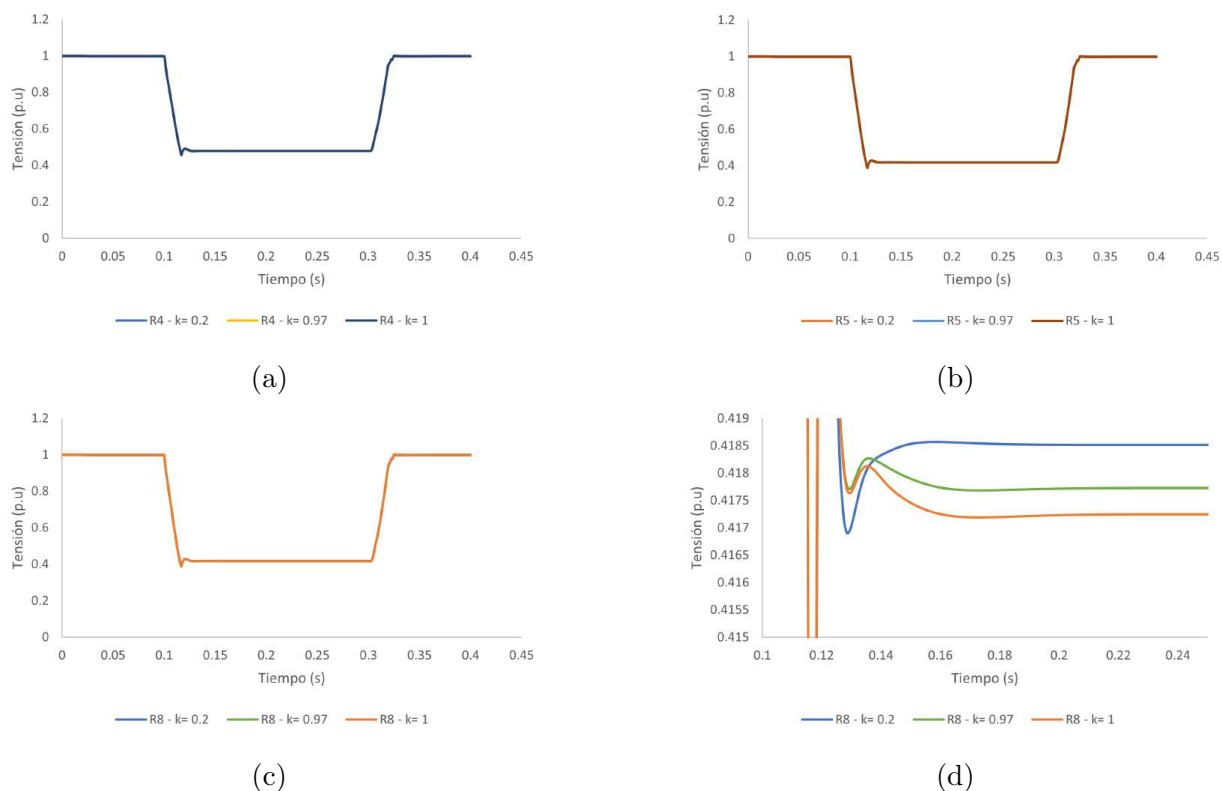 1.2
1
0.8
0.6
0.4
0.2
0
Tensión (p.u)
0 0.05 0.1 0.15 0.2 0.25 0.3 0.35 0.4 0.45
Tiempo (s)
R4 - k= 0.2 R4 - k= 0.97 R4 - k= 1
(a)
1.2
1
0.8
0.6
0.4
0.2
0
Tensión (p.u)
0 0.05 0.1 0.15 0.2 0.25 0.3 0.35 0.4 0.45
Tiempo (s)
R5 - k= 0.2 R5 - k= 0.97 R5 - k= 1
(b)
1.2
1
0.8
0.6
0.4
0.2
0
Tensión (p.u)
0 0.05 0.1 0.15 0.2 0.25 0.3 0.35 0.4 0.45
Tiempo (s)
R8 - k= 0.2 R8 - k= 0.97 R8 - k= 1
(c)
0.419
0.4185
0.418
0.4175
0.417
0.4165
0.416
0.4155
0.415
Tensión (p.u)
0.1 0.12 0.14 0.16 0.18 0.2 0.22 0.24
Tiempo (s)
R8 - k= 0.2 R8 - k= 0.97 R8 - k= 1
(d)